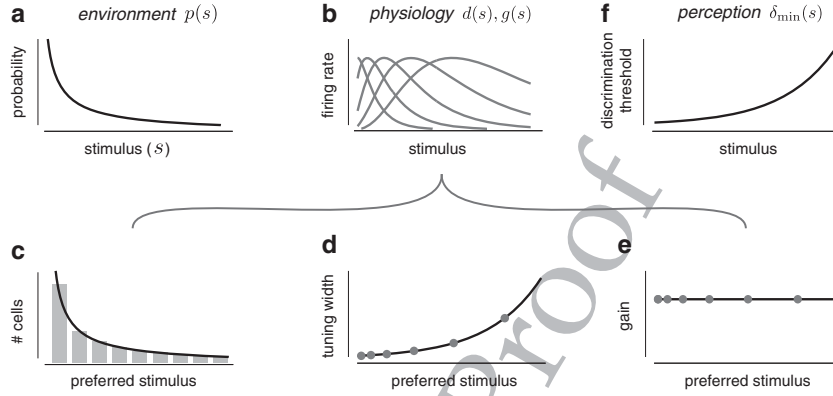 a environment p(s)
probability
stimulus (s)
b physiology d(s), g(s)
firing rate
stimulus
f perception δmin(s)
discrimination
threshold
stimulus
c
# cells
preferred stimulus
d
tuning width
preferred stimulus
e
gain
preferred stimulus
Proof